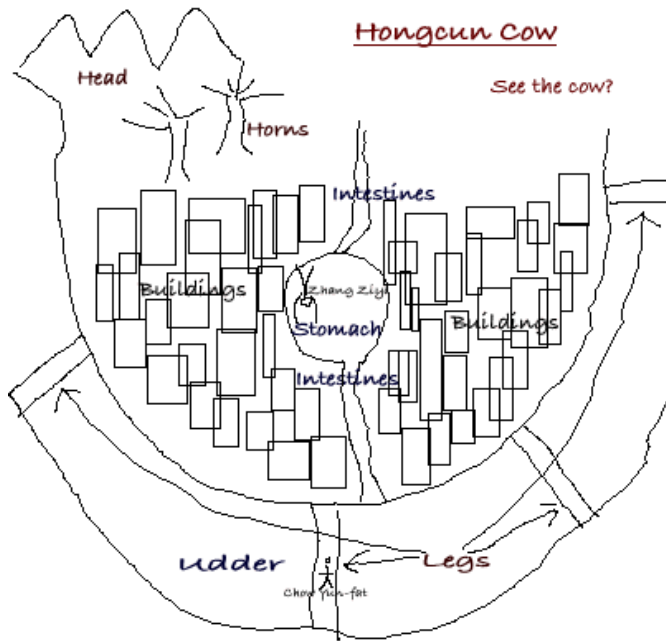 Hongcun Cow
Head
See the cow?
Horns
Intestines
Buildings
Zhang Ziyi
Stomach
Buildings
Intestines
Udder
Legs
Chow Yun-fat